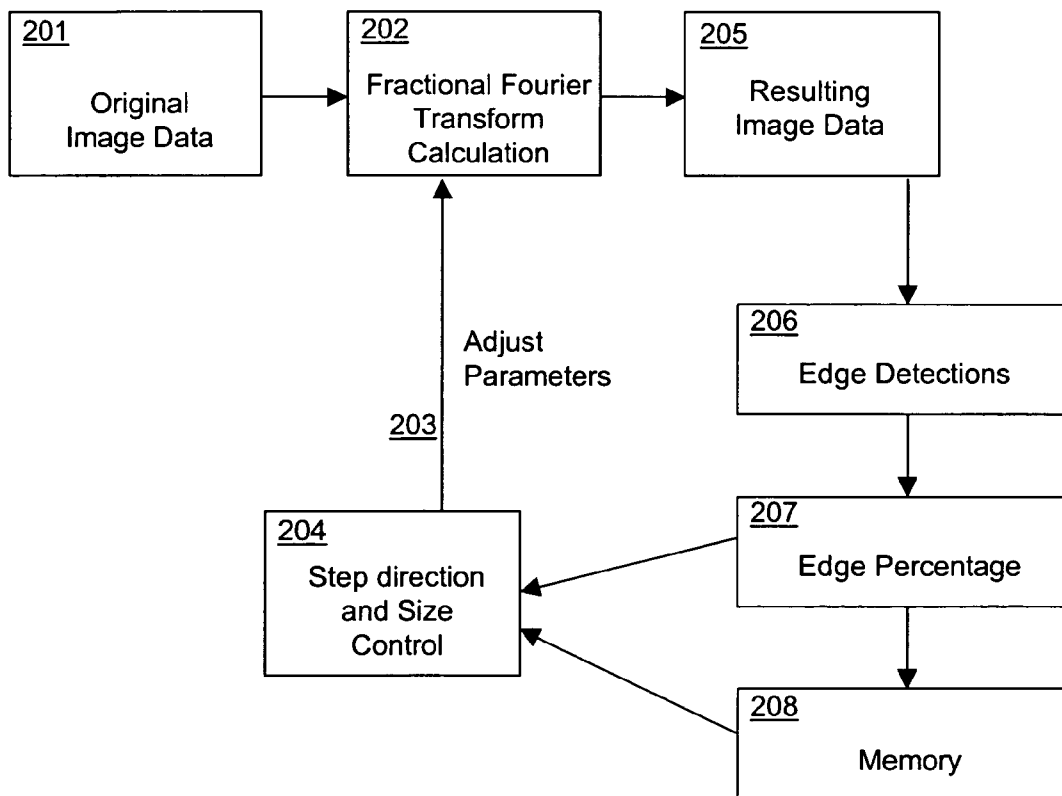 201
Original
Image Data
202
Fractional Fourier
Transform
Calculation
205
Resulting
Image Data
206
Edge Detections
Adjust
Parameters
203
207
Edge Percentage
204
Step direction
and Size
Control
208
Memory